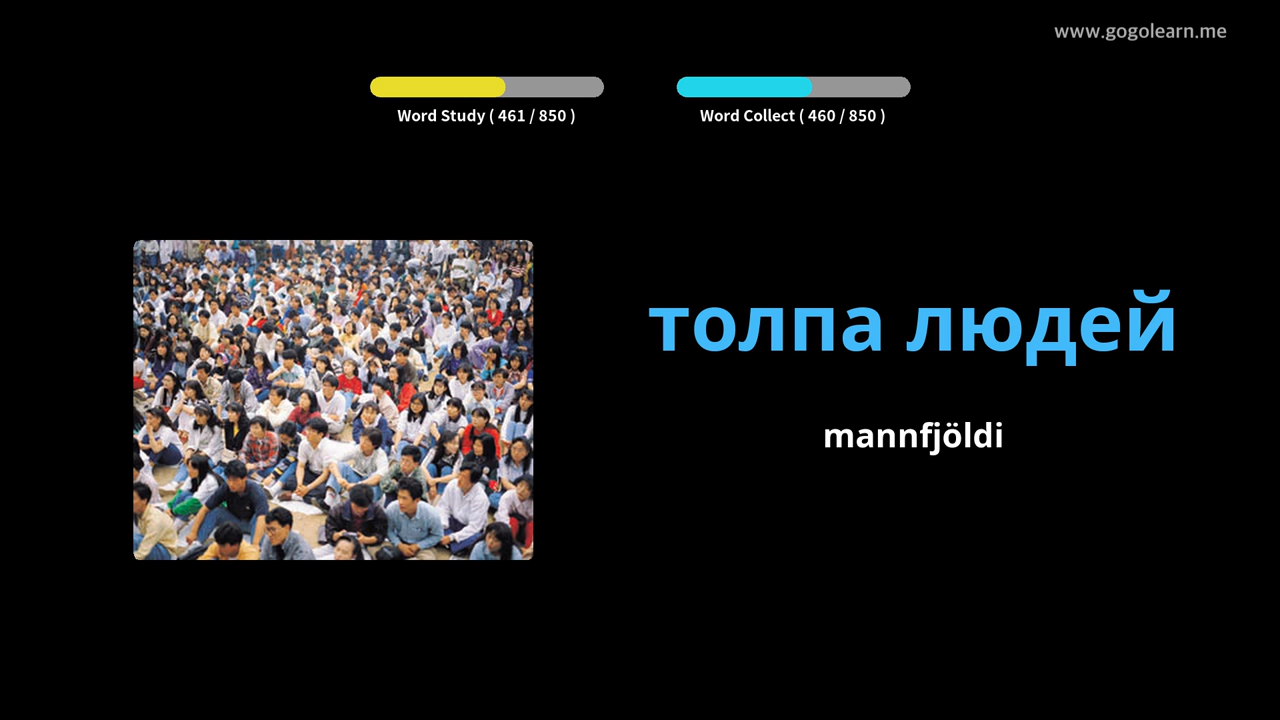 www.gogolearn.me
Word Study ( 461 / 850 )
Word Collect ( 460 / 850 )
толпа людей
mannfjöldi